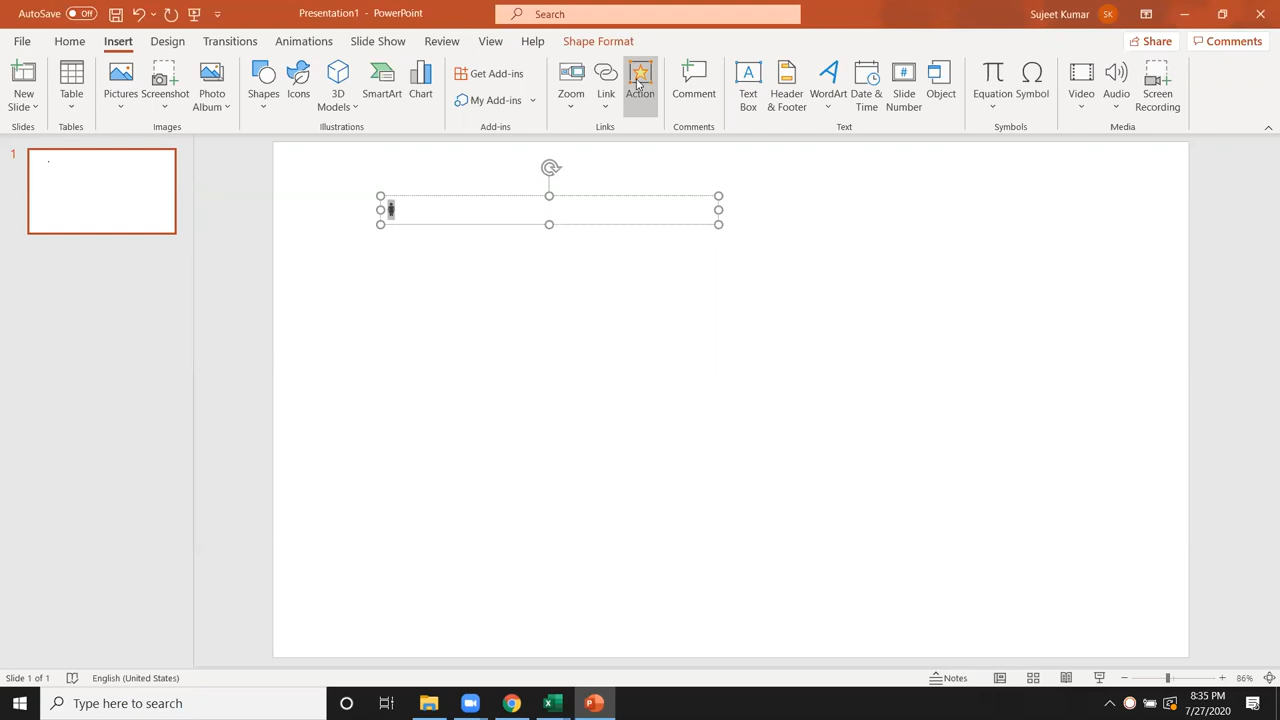 AutoSave Off Presentation1 - PowerPoint Search Sujeet Kumar SK
File Home Insert Design Transitions Animations Slide Show Review View Help Shape Format Share Comments
New Slide Table Pictures Screenshot Photo Album Shapes Icons 3D Models SmartArt Chart Get Add-ins My Add-ins Zoom Link Action Comment Text Box Header & Footer WordArt Date & Time Slide Number Object Equation Symbol Video Audio Screen Recording
Slides Tables Images Illustrations Add-ins Links Comments Text Symbols Media
1
Slide 1 of 1 English (United States) Notes 86%
Type here to search 8:35 PM
7/27/2020